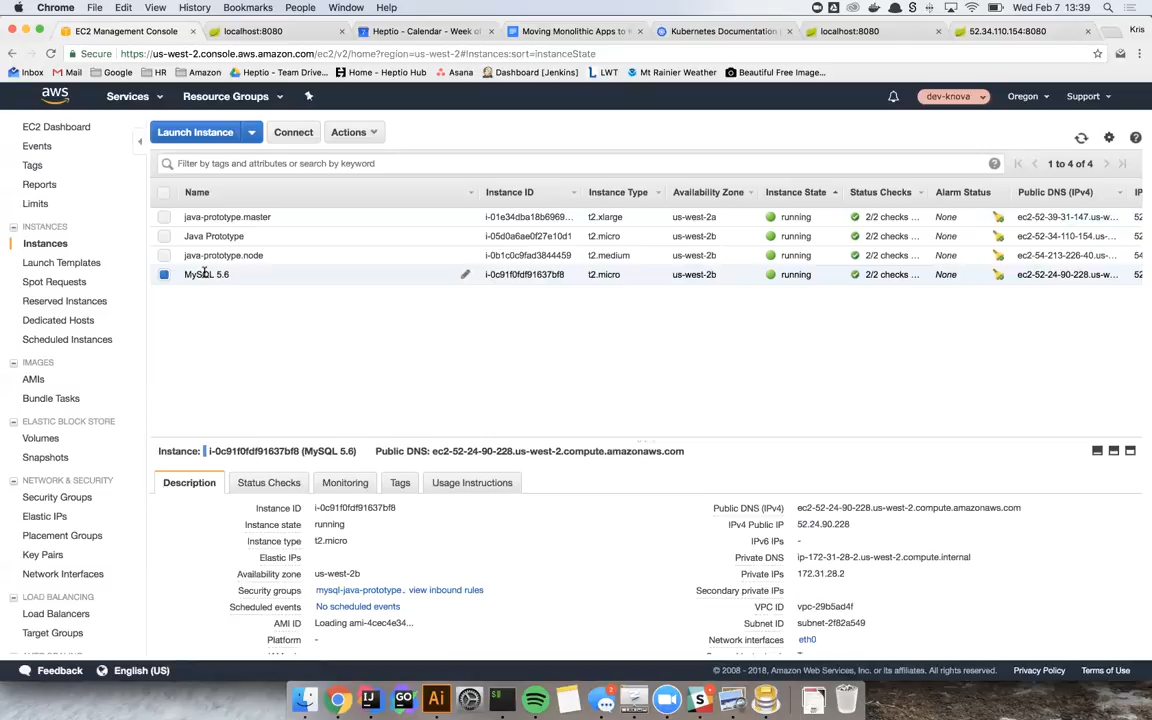 Chrome File Edit View History Bookmarks People Window Help Wed Feb 7 13:39
EC2 Management Console localhost:8080 Heptio - Calendar - Week of Moving Monolithic Apps to Kubernetes Documentation localhost:8080 52.34.110.154:8080 Kris
Secure https://us-west-2.console.aws.amazon.com/ec2/v2/home?region=us-west-2#Instances:sort=instanceState
Inbox Mail Google HR Amazon Heptio - Team Drive... Home - Heptio Hub Asana Dashboard [Jenkins] LWT Mt Rainier Weather Beautiful Free Image...
aws Services Resource Groups dev-knova Oregon Support
EC2 Dashboard
Events
Tags
Reports
Limits
INSTANCES
Instances
Launch Templates
Spot Requests
Reserved Instances
Dedicated Hosts
Scheduled Instances
IMAGES
AMIs
Bundle Tasks
ELASTIC BLOCK STORE
Volumes
Snapshots
NETWORK & SECURITY
Security Groups
Elastic IPs
Placement Groups
Key Pairs
Network Interfaces
LOAD BALANCING
Load Balancers
Target Groups
Launch Instance Connect Actions
Filter by tags and attributes or search by keyword 1 to 4 of 4
Name Instance ID Instance Type Availability Zone Instance State Status Checks Alarm Status Public DNS (IPv4) IP
java-prototype.master i-01e34dba18b6969... t2.xlarge us-west-2a running 2/2 checks ... None ec2-52-39-31-147.us-w... 52
Java Prototype i-05d0a6ae0f27e10d1 t2.micro us-west-2b running 2/2 checks ... None ec2-52-34-110-154.us-... 52
java-prototype.node i-0b1c0c9fad3844459 t2.medium us-west-2b running 2/2 checks ... None ec2-54-213-226-40.us-... 54
MySQL 5.6 i-0c91f0fdf91637bf8 t2.micro us-west-2b running 2/2 checks ... None ec2-52-24-90-228.us-w... 52
Instance: i-0c91f0fdf91637bf8 (MySQL 5.6) Public DNS: ec2-52-24-90-228.us-west-2.compute.amazonaws.com
Description Status Checks Monitoring Tags Usage Instructions
Instance ID i-0c91f0fdf91637bf8 Public DNS (IPv4) ec2-52-24-90-228.us-west-2.compute.amazonaws.com
Instance state running IPv4 Public IP 52.24.90.228
Instance type t2.micro IPv6 IPs -
Elastic IPs Private DNS ip-172-31-28-2.us-west-2.compute.internal
Availability zone us-west-2b Private IPs 172.31.28.2
Security groups mysql-java-prototype. view inbound rules Secondary private IPs
Scheduled events No scheduled events VPC ID vpc-29b5ad4f
AMI ID Loading ami-4cec4e34... Subnet ID subnet-2f82a549
Platform - Network interfaces eth0
Feedback English (US) © 2008 - 2018, Amazon Web Services, Inc. or its affiliates. All rights reserved. Privacy Policy Terms of Use